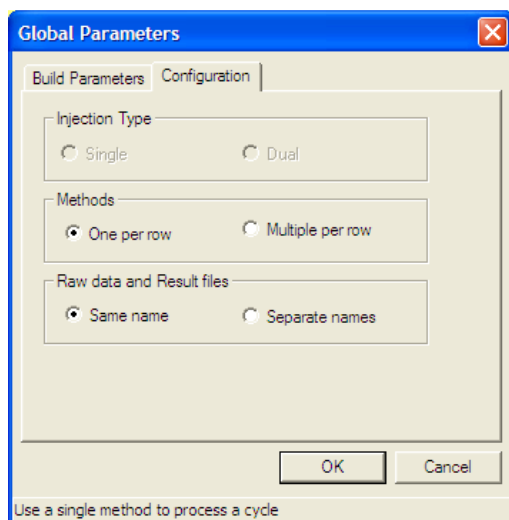 Global Parameters
Build Parameters Configuration
Injection Type
Single Dual
Methods
One per row Multiple per row
Raw data and Result files
Same name Separate names
OK Cancel
Use a single method to process a cycle